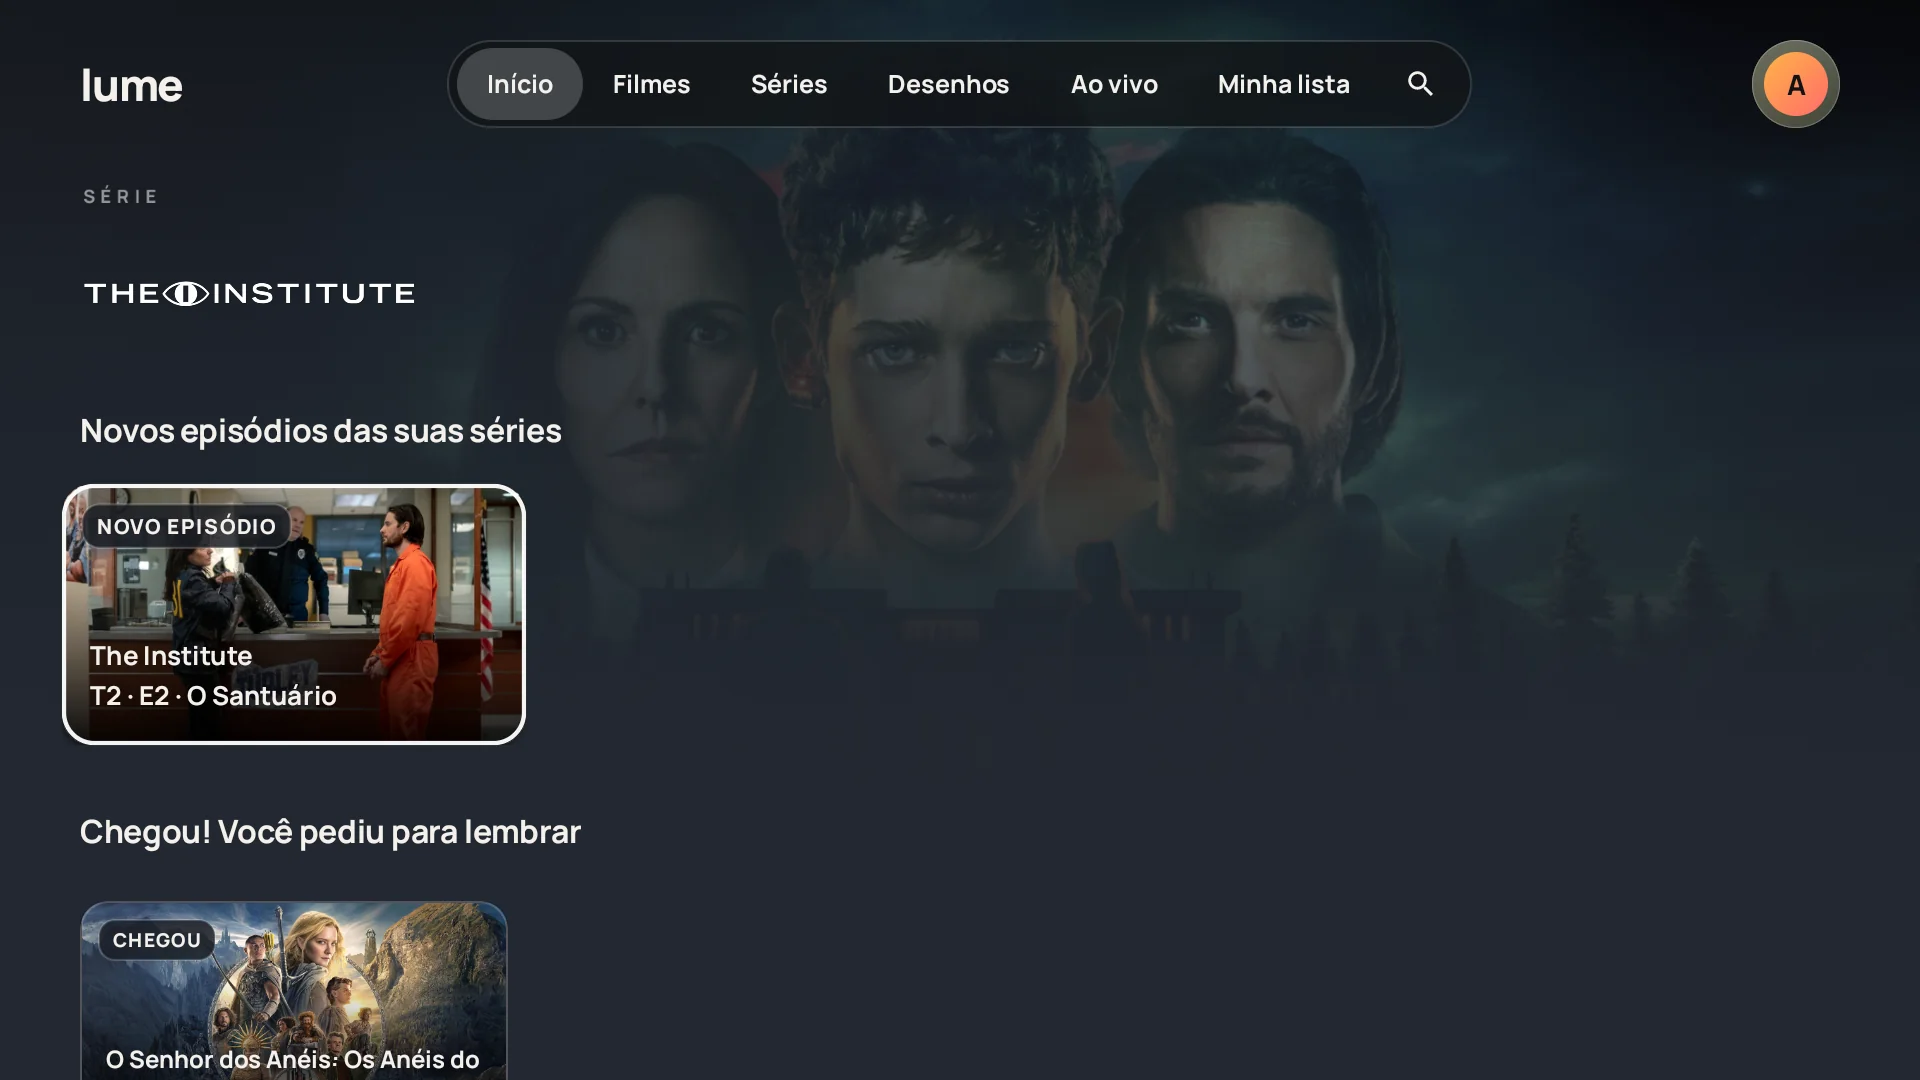 lume
Início
Filmes
Séries
Desenhos
Ao vivo
Minha lista
A
SÉRIE
THE INSTITUTE
Novos episódios das suas séries
NOVO EPISÓDIO
The Institute
T2 · E2 · O Santuário
Chegou! Você pediu para lembrar
CHEGOU
O Senhor dos Anéis: Os Anéis do